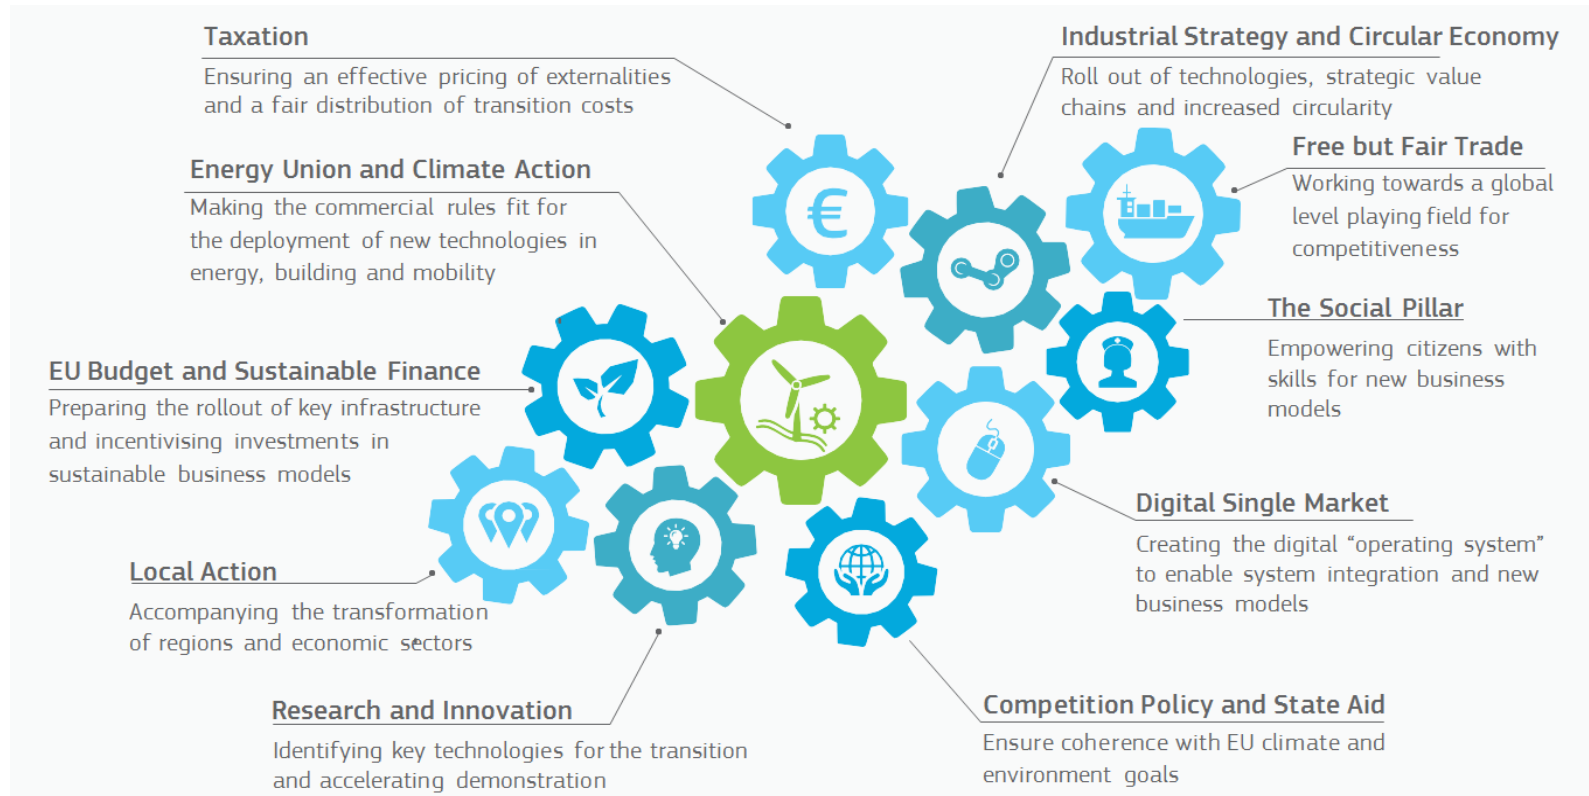 Taxation
Ensuring an effective pricing of externalities
and a fair distribution of transition costs
Industrial Strategy and Circular Economy
Roll out of technologies, strategic value
chains and increased circularity
Free but Fair Trade
Working towards a global
level playing field for
competitiveness
Energy Union and Climate Action
Making the commercial rules fit for
the deployment of new technologies in
energy, building and mobility
€
The Social Pillar
Empowering citizens with
skills for new business
models
EU Budget and Sustainable Finance
Preparing the rollout of key infrastructure
and incentivising investments in
sustainable business models
Digital Single Market
Creating the digital “operating system”
to enable system integration and new
business models
Local Action
Accompanying the transformation
of regions and economic sectors
Research and Innovation
Identifying key technologies for the transition
and accelerating demonstration
Competition Policy and State Aid
Ensure coherence with EU climate and
environment goals